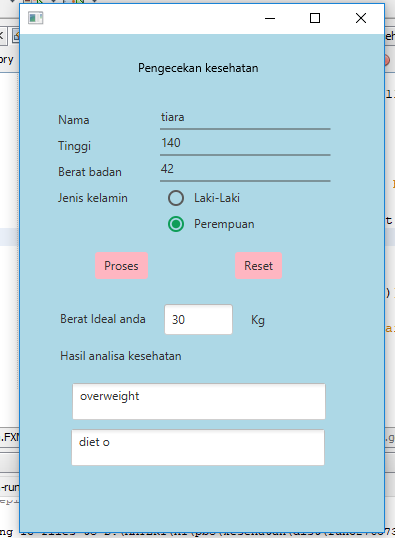 Pengecekan kesehatan
Nama tiara
Tinggi 140
Berat badan 42
Jenis kelamin Laki-Laki
Perempuan
Proses Reset
Berat Ideal anda 30 Kg
Hasil analisa kesehatan
overweight
diet o